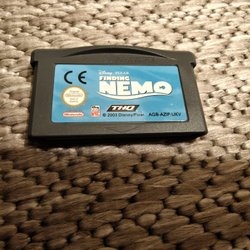 Disney · PIXAR
FINDING
NEMO
CE
THQ
© 2003 Disney/Pixar
AGB-AZIP-UKV